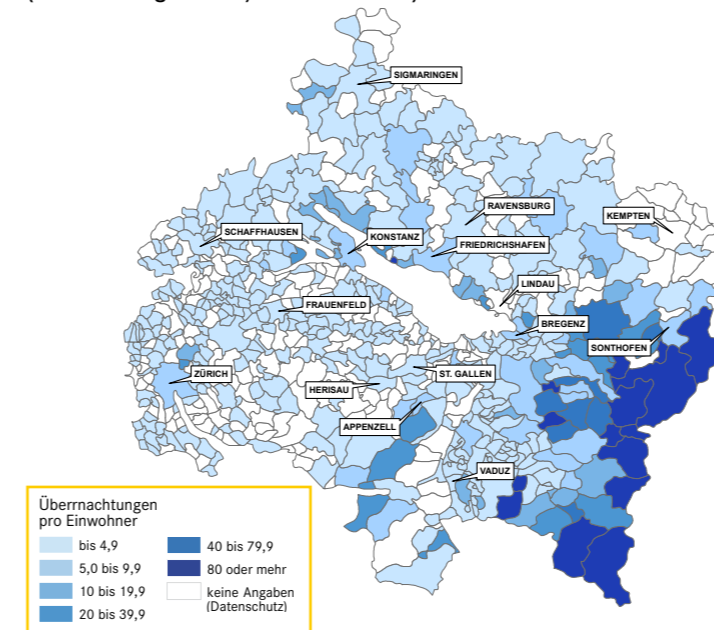 SIGMARINGEN
RAVENSBURG
KEMPTEN
SCHAFFHAUSEN
KONSTANZ
FRIEDRICHSHAFEN
LINDAU
FRAUENFELD
BREGENZ
SONTHOFEN
ZÜRICH
ST. GALLEN
HERISAU
APPENZELL
VADUZ
Übernachtungen
pro Einwohner
bis 4,9
5,0 bis 9,9
10 bis 19,9
20 bis 39,9
40 bis 79,9
80 oder mehr
keine Angaben
(Datenschutz)